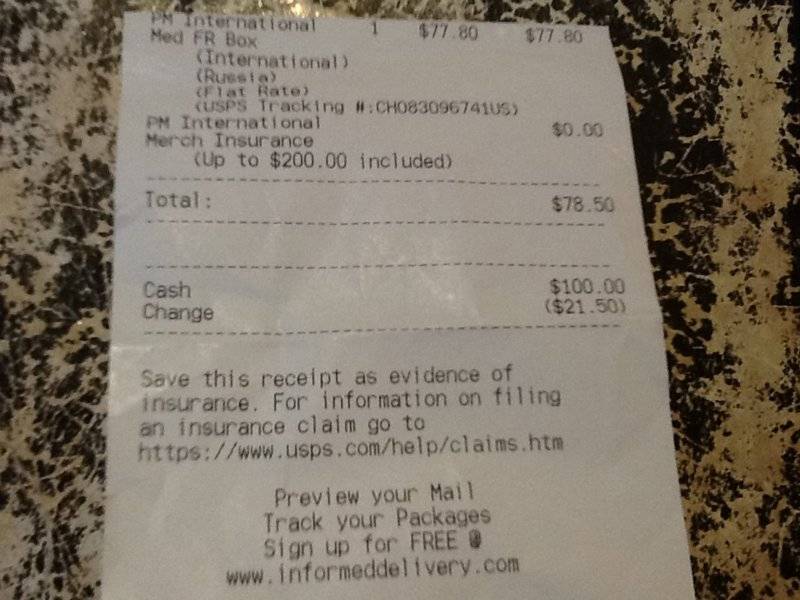 PM International 1 $77.80 $77.80
Med FR Box
(International)
(Russia)
(Flat Rate)
(USPS Tracking #:CH083096741US)
PM International $0.00
Merch Insurance
(Up to $200.00 included)
Total: $78.50
Cash $100.00
Change ($21.50)
Save this receipt as evidence of
insurance. For information on filing
an insurance claim go to
https://www.usps.com/help/claims.htm
Preview your Mail
Track your Packages
Sign up for FREE @
www.informeddelivery.com